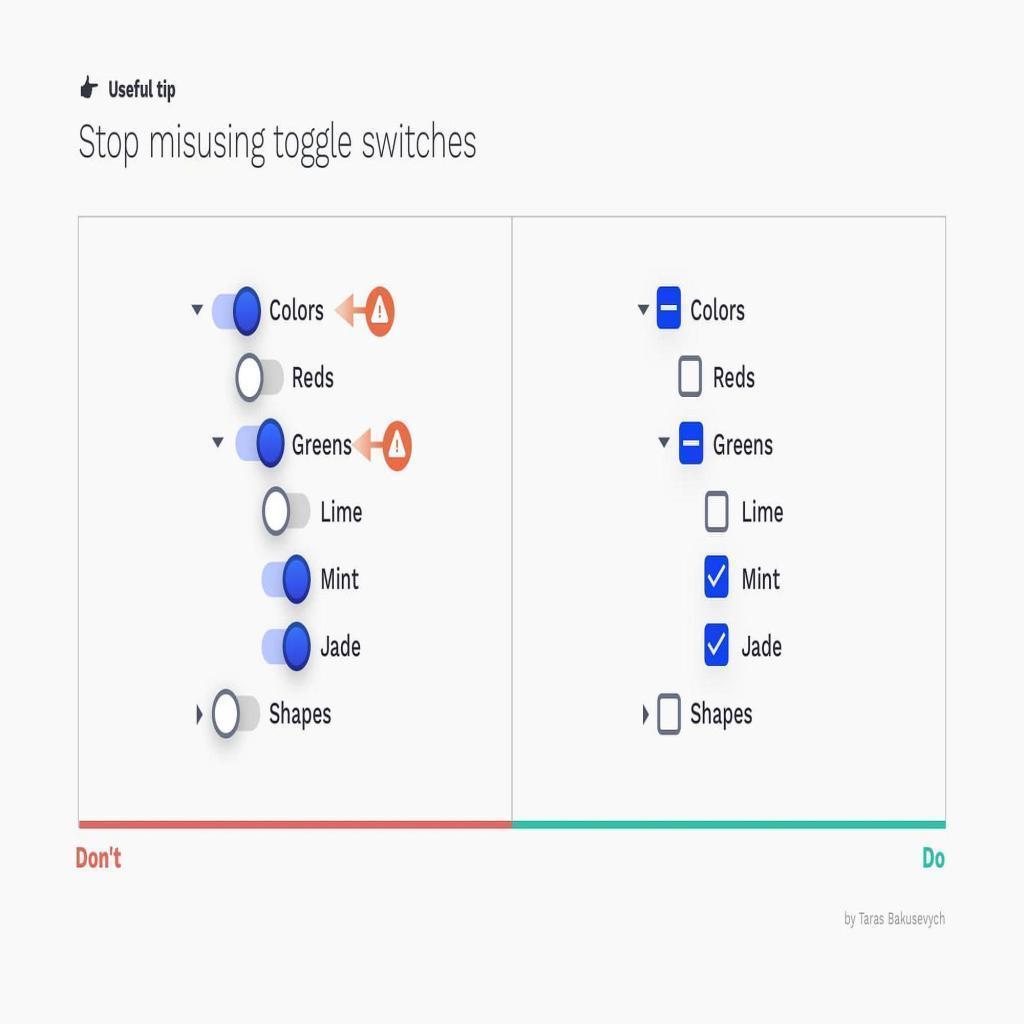 Useful tip
Stop misusing toggle switches
Colors
Reds
Greens
Lime
Mint
Jade
Shapes
Colors
Reds
Greens
Lime
Mint
Jade
Shapes
Don't
Do
by Taras Bakusevych